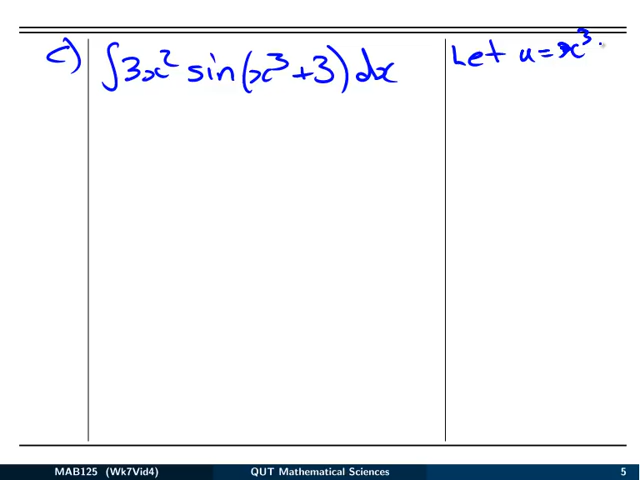 c) ∫3x² sin(x³+3) dx
Let u = x³
MAB125 (Wk7Vid4) QUT Mathematical Sciences 5